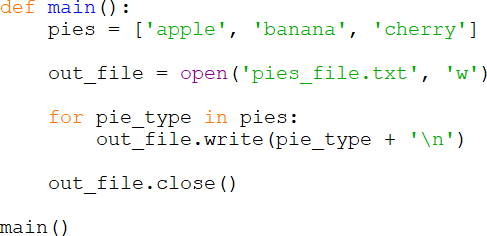 def main():
    pies = ['apple', 'banana', 'cherry']
    out_file = open('pies_file.txt', 'w')
    for pie_type in pies:
        out_file.write(pie_type + '\n')
    out_file.close()
main()